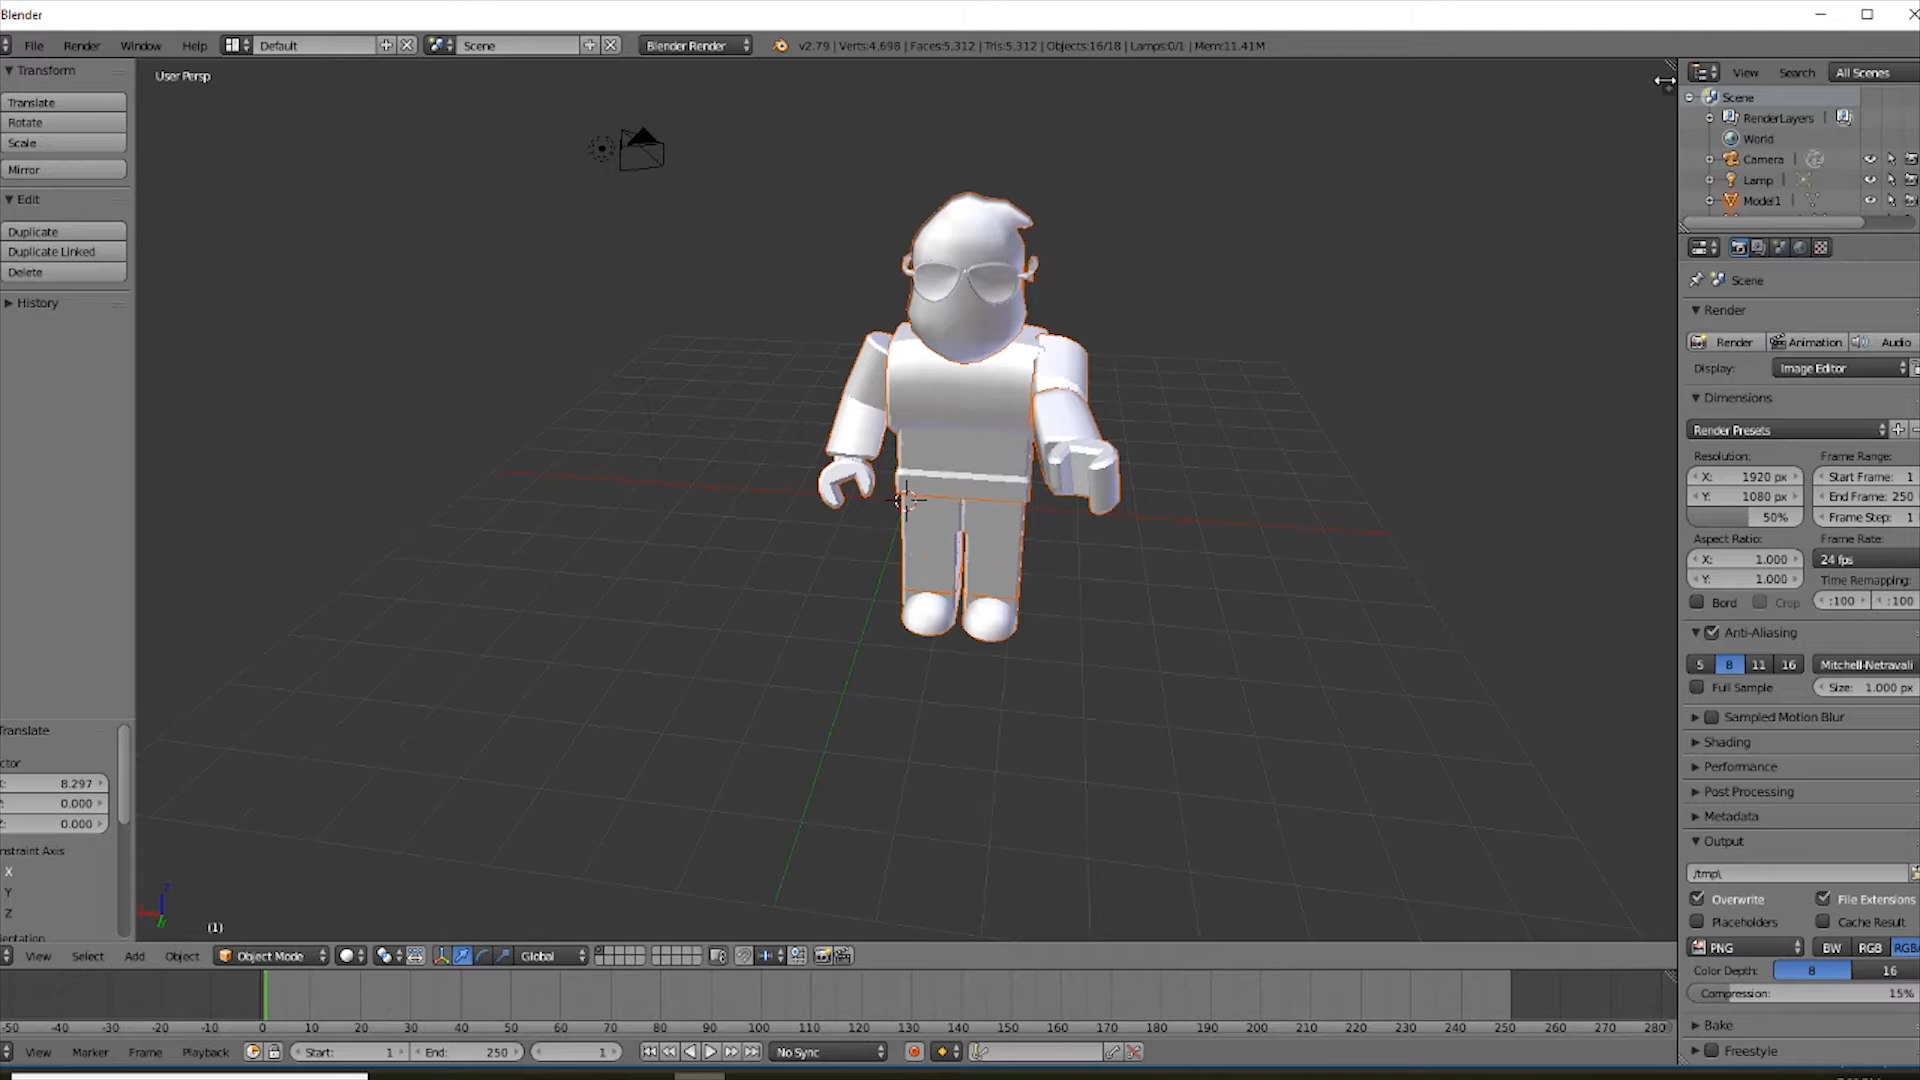 Blender
File Render Window Help Default Scene Blender Render v2.79 | Verts:4,698 | Faces:5,312 | Tris:5,312 | Objects:16/18 | Lamps:0/1 | Mem:11.41M
Transform
Translate
Rotate
Scale
Mirror
Edit
Duplicate
Duplicate Linked
Delete
History
User Persp
(1)
ranslate
ctor
8.297
0.000
0.000
nstraint Axis
X
Y
Z
View Search All Scenes
Scene
RenderLayers
World
Camera
Lamp
Model1
Scene
Render
Render Animation Audio
Display: Image Editor
Dimensions
Render Presets
Resolution: Frame Range:
X: 1920 px Start Frame: 1
Y: 1080 px End Frame: 250
50% Frame Step: 1
Aspect Ratio: Frame Rate:
X: 1.000 24 fps
Y: 1.000 Time Remapping:
Bord Crop :100 :100
Anti-Aliasing
5 8 11 16 Mitchell-Netravali
Full Sample Size: 1.000 px
Sampled Motion Blur
Shading
Performance
Post Processing
Metadata
Output
/tmp\
Overwrite File Extensions
Placeholders Cache Result
PNG BW RGB RGBA
Color Depth: 8 16
Compression: 15%
Bake
Freestyle
View Select Add Object Object Mode Global
-50 -40 -30 -20 -10 0 10 20 30 40 50 60 70 80 90 100 110 120 130 140 150 160 170 180 190 200 210 220 230 240 250 260 270 280
View Marker Frame Playback Start: 1 End: 250 1 No Sync